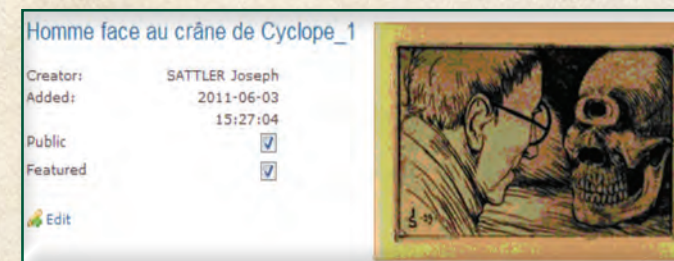 Homme face au crâne de Cyclope_1
Creator: SATTLER Joseph
Added: 2011-06-03
15:27:04
Public
Featured
Edit